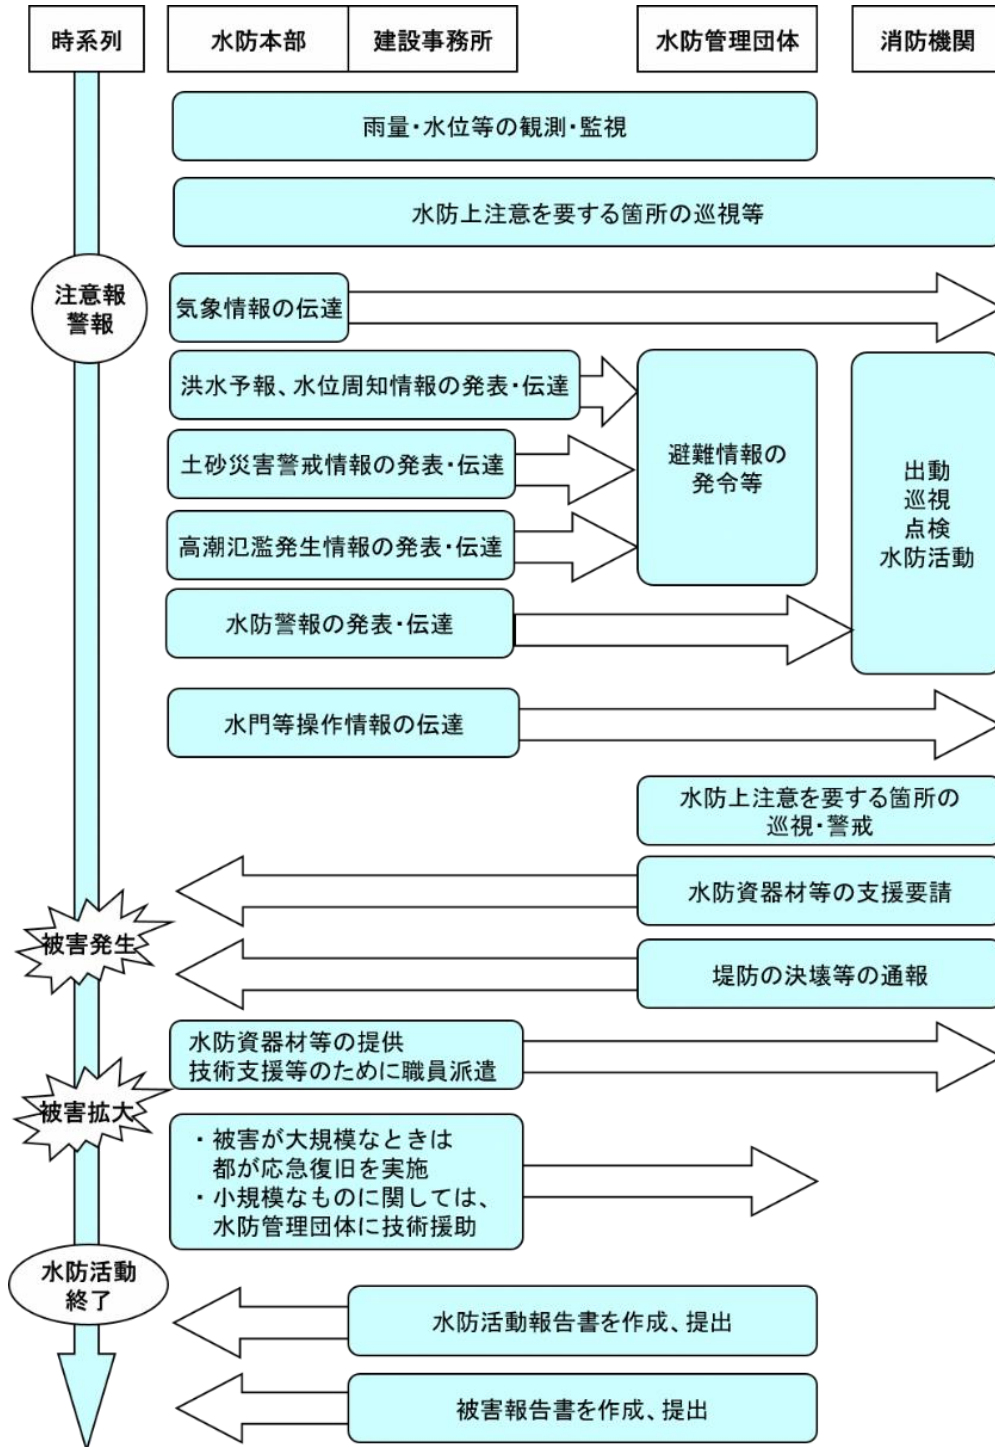 時系列
水防本部
建設事務所
水防管理団体
消防機関
雨量・水位等の観測・監視
水防上注意を要する箇所の巡視等
注意報
警報
気象情報の伝達
洪水予報、水位周知情報の発表・伝達
土砂災害警戒情報の発表・伝達
高潮氾濫発生情報の発表・伝達
避難情報の
発令等
出動
巡視
点検
水防活動
水防警報の発表・伝達
水門等操作情報の伝達
水防上注意を要する箇所の
巡視・警戒
水防資器材等の支援要請
被害発生
堤防の決壊等の通報
水防資器材等の提供
技術支援等のために職員派遣
被害拡大
・被害が大規模なときは
都が応急復旧を実施
・小規模なものに関しては、
水防管理団体に技術援助
水防活動
終了
水防活動報告書を作成、提出
被害報告書を作成、提出